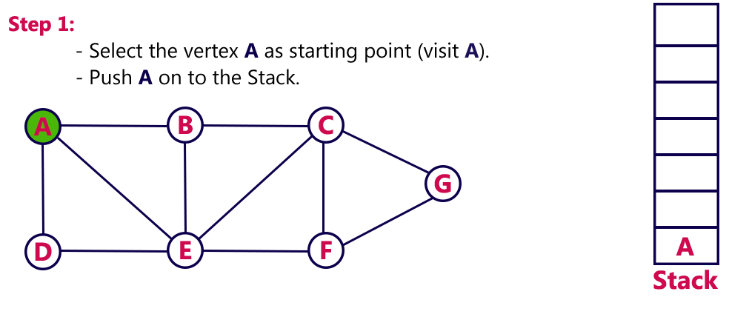 Step 1:
- Select the vertex A as starting point (visit A).
- Push A on to the Stack.
A
B
C
G
D
E
F
A
Stack